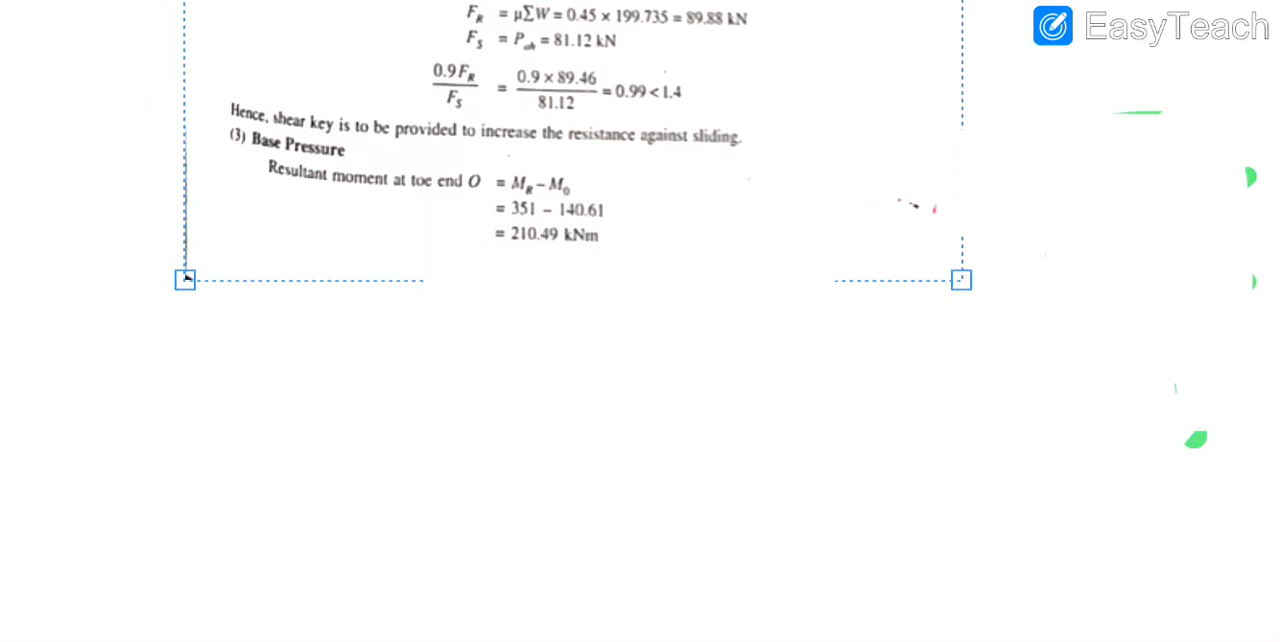 EasyTeach
F_R = μΣW = 0.45 × 199.735 = 89.88 kN
F_S = P_ah = 81.12 kN
0.9 F_R / F_S = 0.9 × 89.46 / 81.12 = 0.99 < 1.4
Hence, shear key is to be provided to increase the resistance against sliding.
(3) Base Pressure
Resultant moment at toe end O = M_R – M_0
= 351 – 140.61
= 210.49 kNm